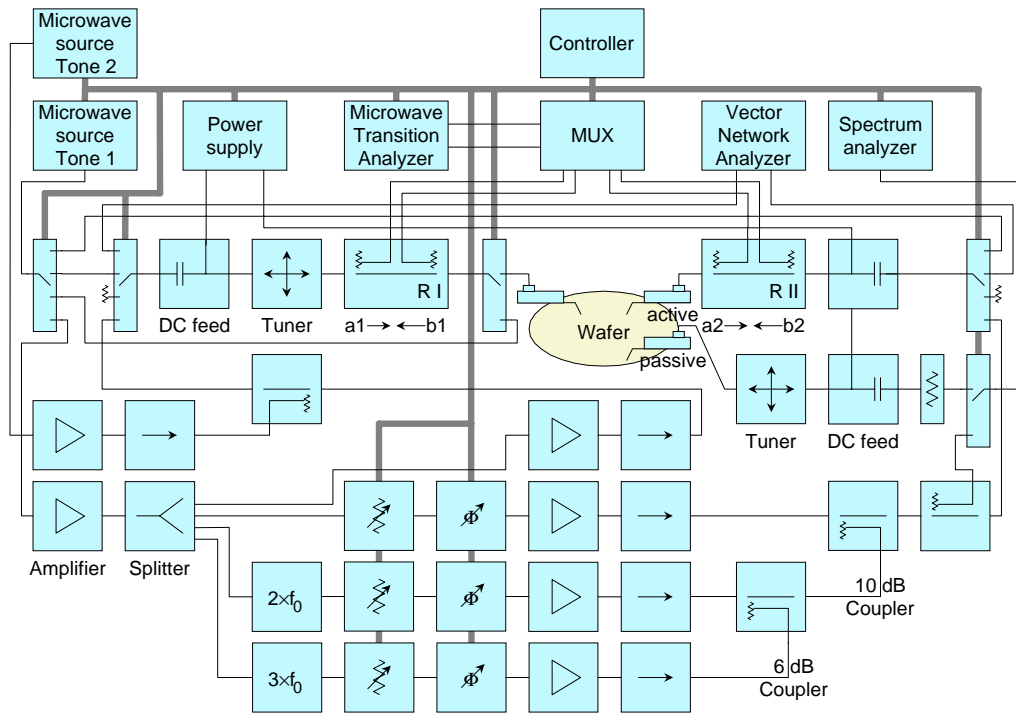 Microwave
source
Tone 2
Controller
Microwave
source
Tone 1
Power
supply
Microwave
Transition
Analyzer
MUX
Vector
Network
Analyzer
Spectrum
analyzer
R I
R II
DC feed
Tuner
a1
b1
Wafer
active
a2
b2
passive
Tuner
DC feed
Φ
Amplifier
Splitter
2×f0
Φ
10 dB
Coupler
3×f0
Φ
6 dB
Coupler